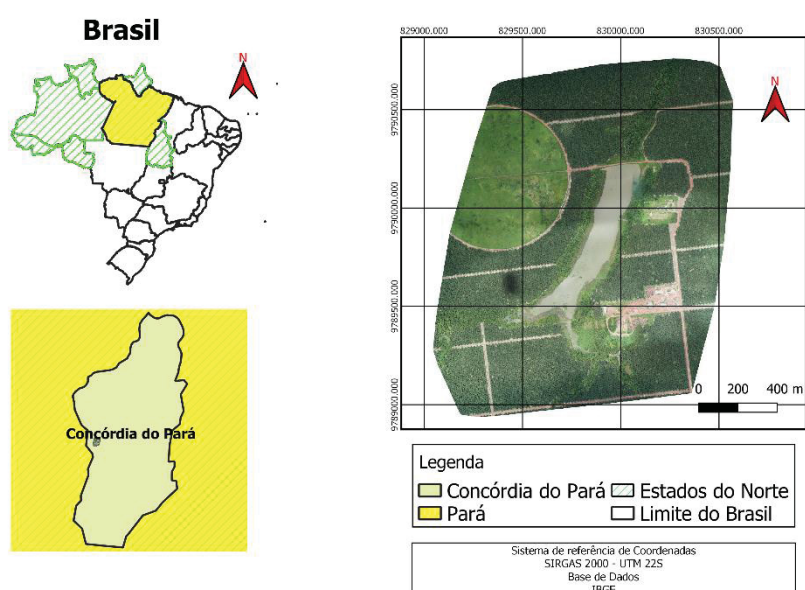 Brasil
N
829000.000 829500.000 830000.000 830500.000
9790500.000
9790000.000
9789500.000
9789000.000
N
0 200 400 m
Concórdia do Pará
Legenda
Concórdia do Pará Estados do Norte
Pará Limite do Brasil
Sistema de referência de Coordenadas
SIRGAS 2000 - UTM 22S
Base de Dados
IBGE